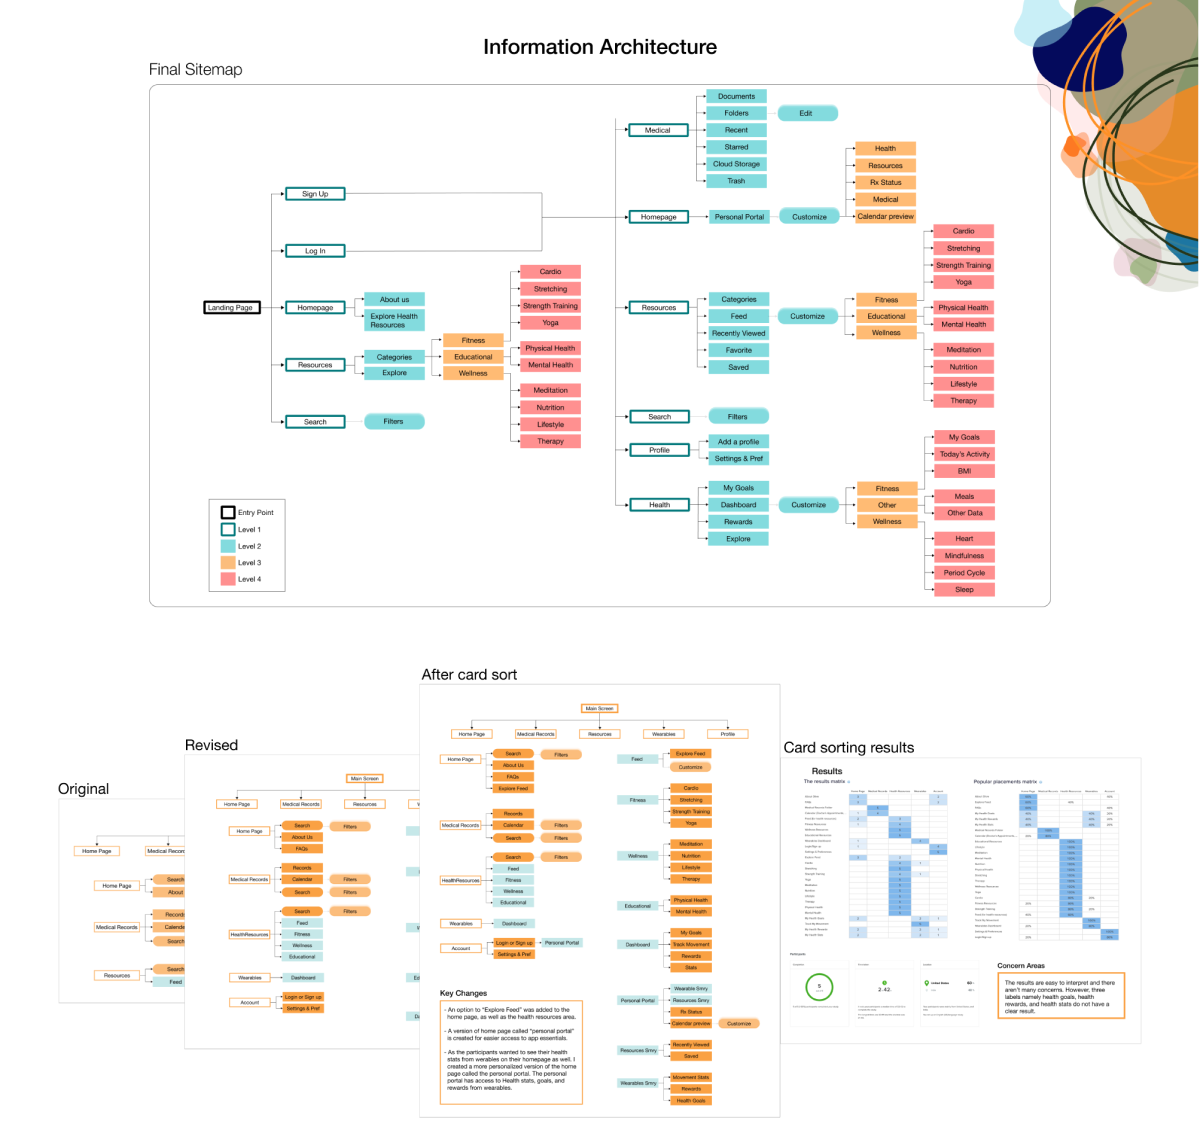 Information Architecture
Final Sitemap
Landing Page
Sign Up
Log In
Homepage
About us
Explore Health
Resources
Resources
Categories
Explore
Fitness
Educational
Wellness
Cardio
Stretching
Strength Training
Yoga
Physical Health
Mental Health
Meditation
Nutrition
Lifestyle
Therapy
Search
Filters
Medical
Documents
Folders
Edit
Recent
Starred
Cloud Storage
Trash
Homepage
Personal Portal
Customize
Health
Resources
Rx Status
Medical
Calendar preview
Resources
Categories
Feed
Recently Viewed
Favorite
Saved
Customize
Fitness
Educational
Wellness
Cardio
Stretching
Strength Training
Yoga
Physical Health
Mental Health
Meditation
Nutrition
Lifestyle
Therapy
Search
Filters
Profile
Add a profile
Settings & Pref
Health
My Goals
Dashboard
Rewards
Explore
Customize
Fitness
Other
Wellness
My Goals
Today's Activity
BMI
Meals
Other Data
Heart
Mindfulness
Period Cycle
Sleep
Entry Point
Level 1
Level 2
Level 3
Level 4
Original
Home Page
Medical Recor
Home Page
Search
About
Medical Records
Records
Calende
Search
Resources
Search
Feed
Revised
Main Screen
Home Page
Medical Records
Resources
Home Page
Search
Filters
About Us
FAQs
Medical Records
Records
Calendar
Filters
Search
Filters
HealthResources
Search
Filters
Feed
Fitness
Wellness
Educational
Wearables
Dashboard
Account
Login or Sign up
Settings & Pref
After card sort
Main Screen
Home Page
Medical Records
Resources
Wearables
Profile
Home Page
Search
Filters
About Us
FAQs
Explore Feed
Medical Records
Records
Calendar
Filters
Search
Filters
HealthResources
Search
Filters
Feed
Fitness
Wellness
Educational
Wearables
Dashboard
Account
Login or Sign up
Personal Portal
Settings & Pref
Feed
Explore Feed
Customize
Fitness
Cardio
Stretching
Strength Training
Yoga
Wellness
Meditation
Nutrition
Lifestyle
Therapy
Educational
Physical Health
Mental Health
Dashboard
My Goals
Track Movement
Rewards
Stats
Personal Portal
Wearable Smry
Resources Smry
Rx Status
Calendar preview
Customize
Resources Smry
Recently Viewed
Saved
Wearables Smry
Movement Stats
Rewards
Health Goals
Key Changes
- An option to "Explore Feed" was added to the
home page, as well as the health resources area.
- A version of home page called "personal portal"
is created for easier access to app essentials.
- As the participants wanted to see their health
stats from werables on their homepage as well. I
created a more personalized version of the home
page called the personal portal. The personal
portal has access to Health stats, goals, and
rewards from wearables.
Card sorting results
Results
The results matrix
Popular placements matrix
Participants
United States
Concern Areas
The results are easy to interpret and there
aren't many concerns. However, three
labels namely health goals, health
rewards, and health stats do not have a
clear result.